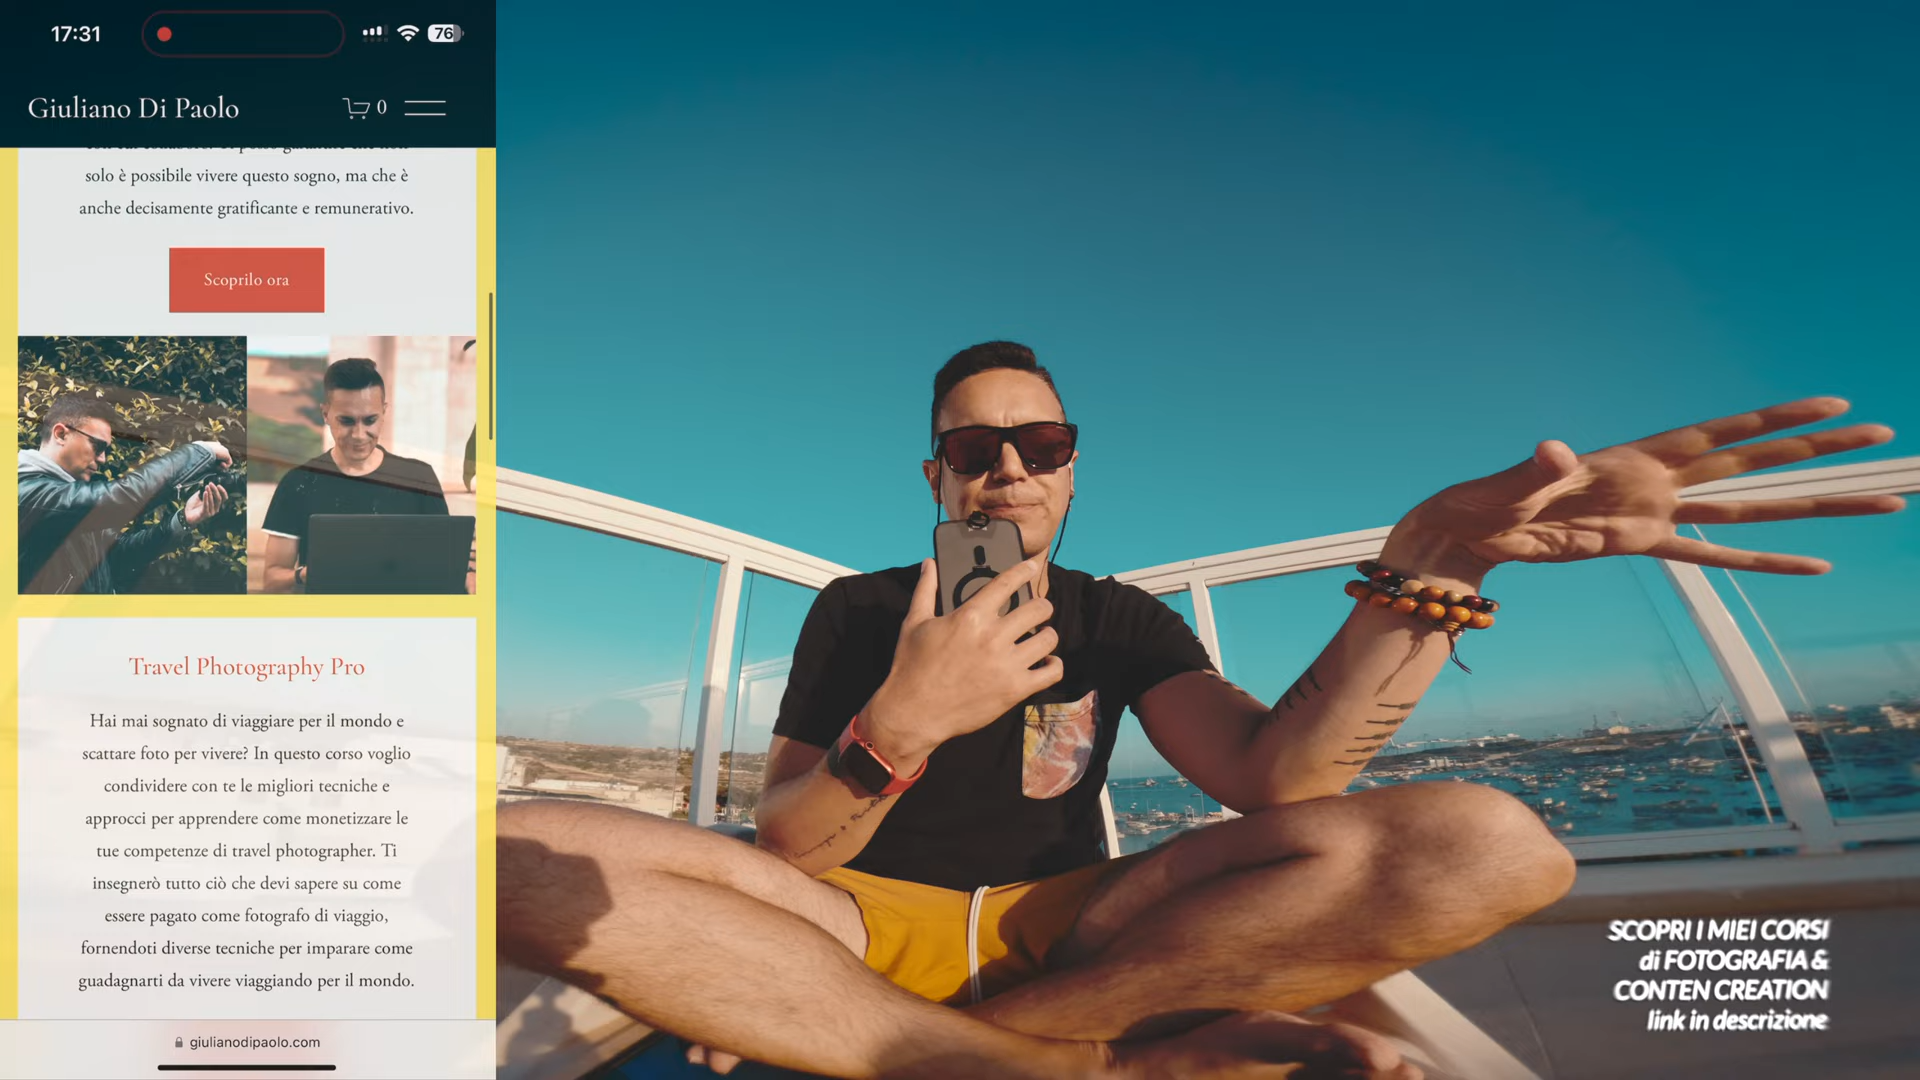 17:31
76
Giuliano Di Paolo
0
solo è possibile vivere questo sogno, ma che è
anche decisamente gratificante e remunerativo.
Scoprilo ora
Travel Photography Pro
Hai mai sognato di viaggiare per il mondo e
scattare foto per vivere? In questo corso voglio
condividere con te le migliori tecniche e
approcci per apprendere come monetizzare le
tue competenze di travel photographer. Ti
insegnerò tutto ciò che devi sapere su come
essere pagato come fotografo di viaggio,
fornendoti diverse tecniche per imparare come
guadagnarti da vivere viaggiando per il mondo.
giulianodipaolo.com
SCOPRI I MIEI CORSI
di FOTOGRAFIA &
CONTEN CREATION
link in descrizione